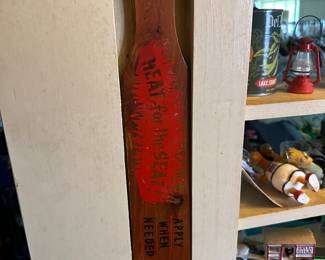 HEAT for the SEAT
APPLY
WHEN
NEEDED